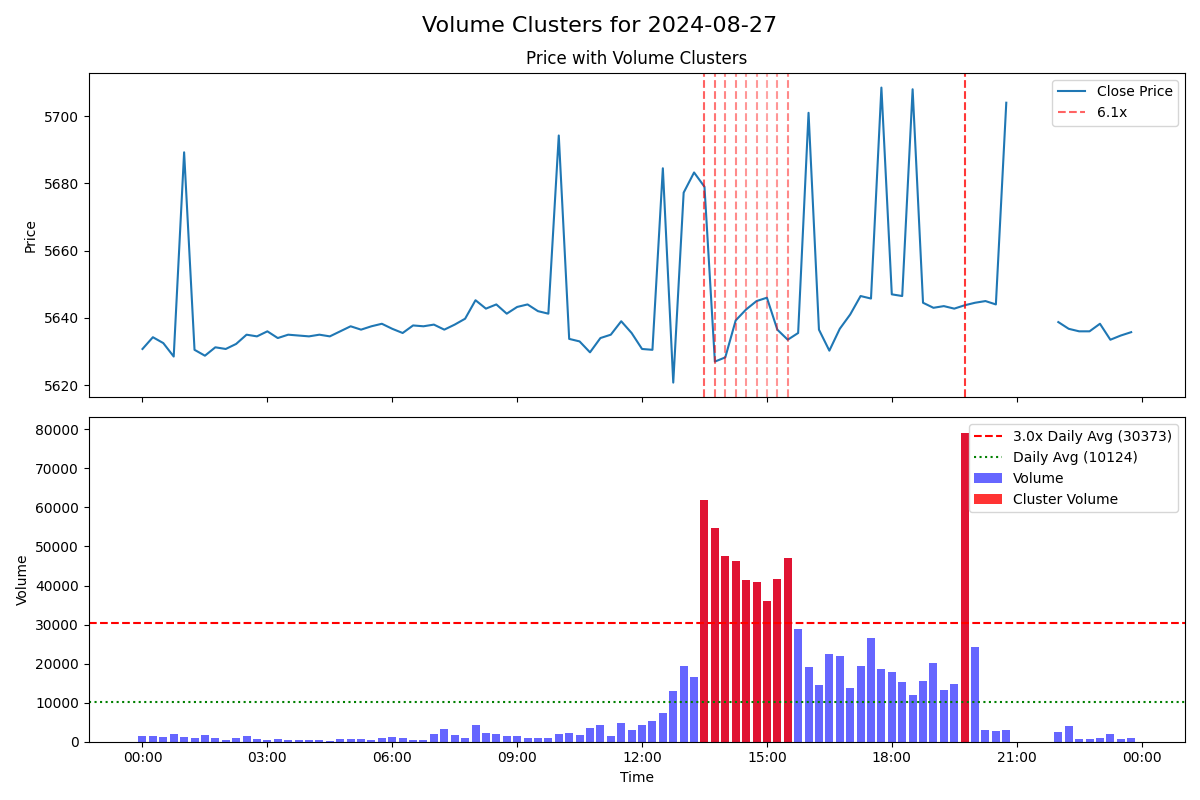 Volume Clusters for 2024-08-27
Price with Volume Clusters
Close Price
6.1x
5700
5680
5660
5640
5620
Price
3.0x Daily Avg (30373)
Daily Avg (10124)
Volume
Cluster Volume
80000
70000
60000
50000
40000
30000
20000
10000
0
Volume
00:00 03:00 06:00 09:00 12:00 15:00 18:00 21:00 00:00
Time